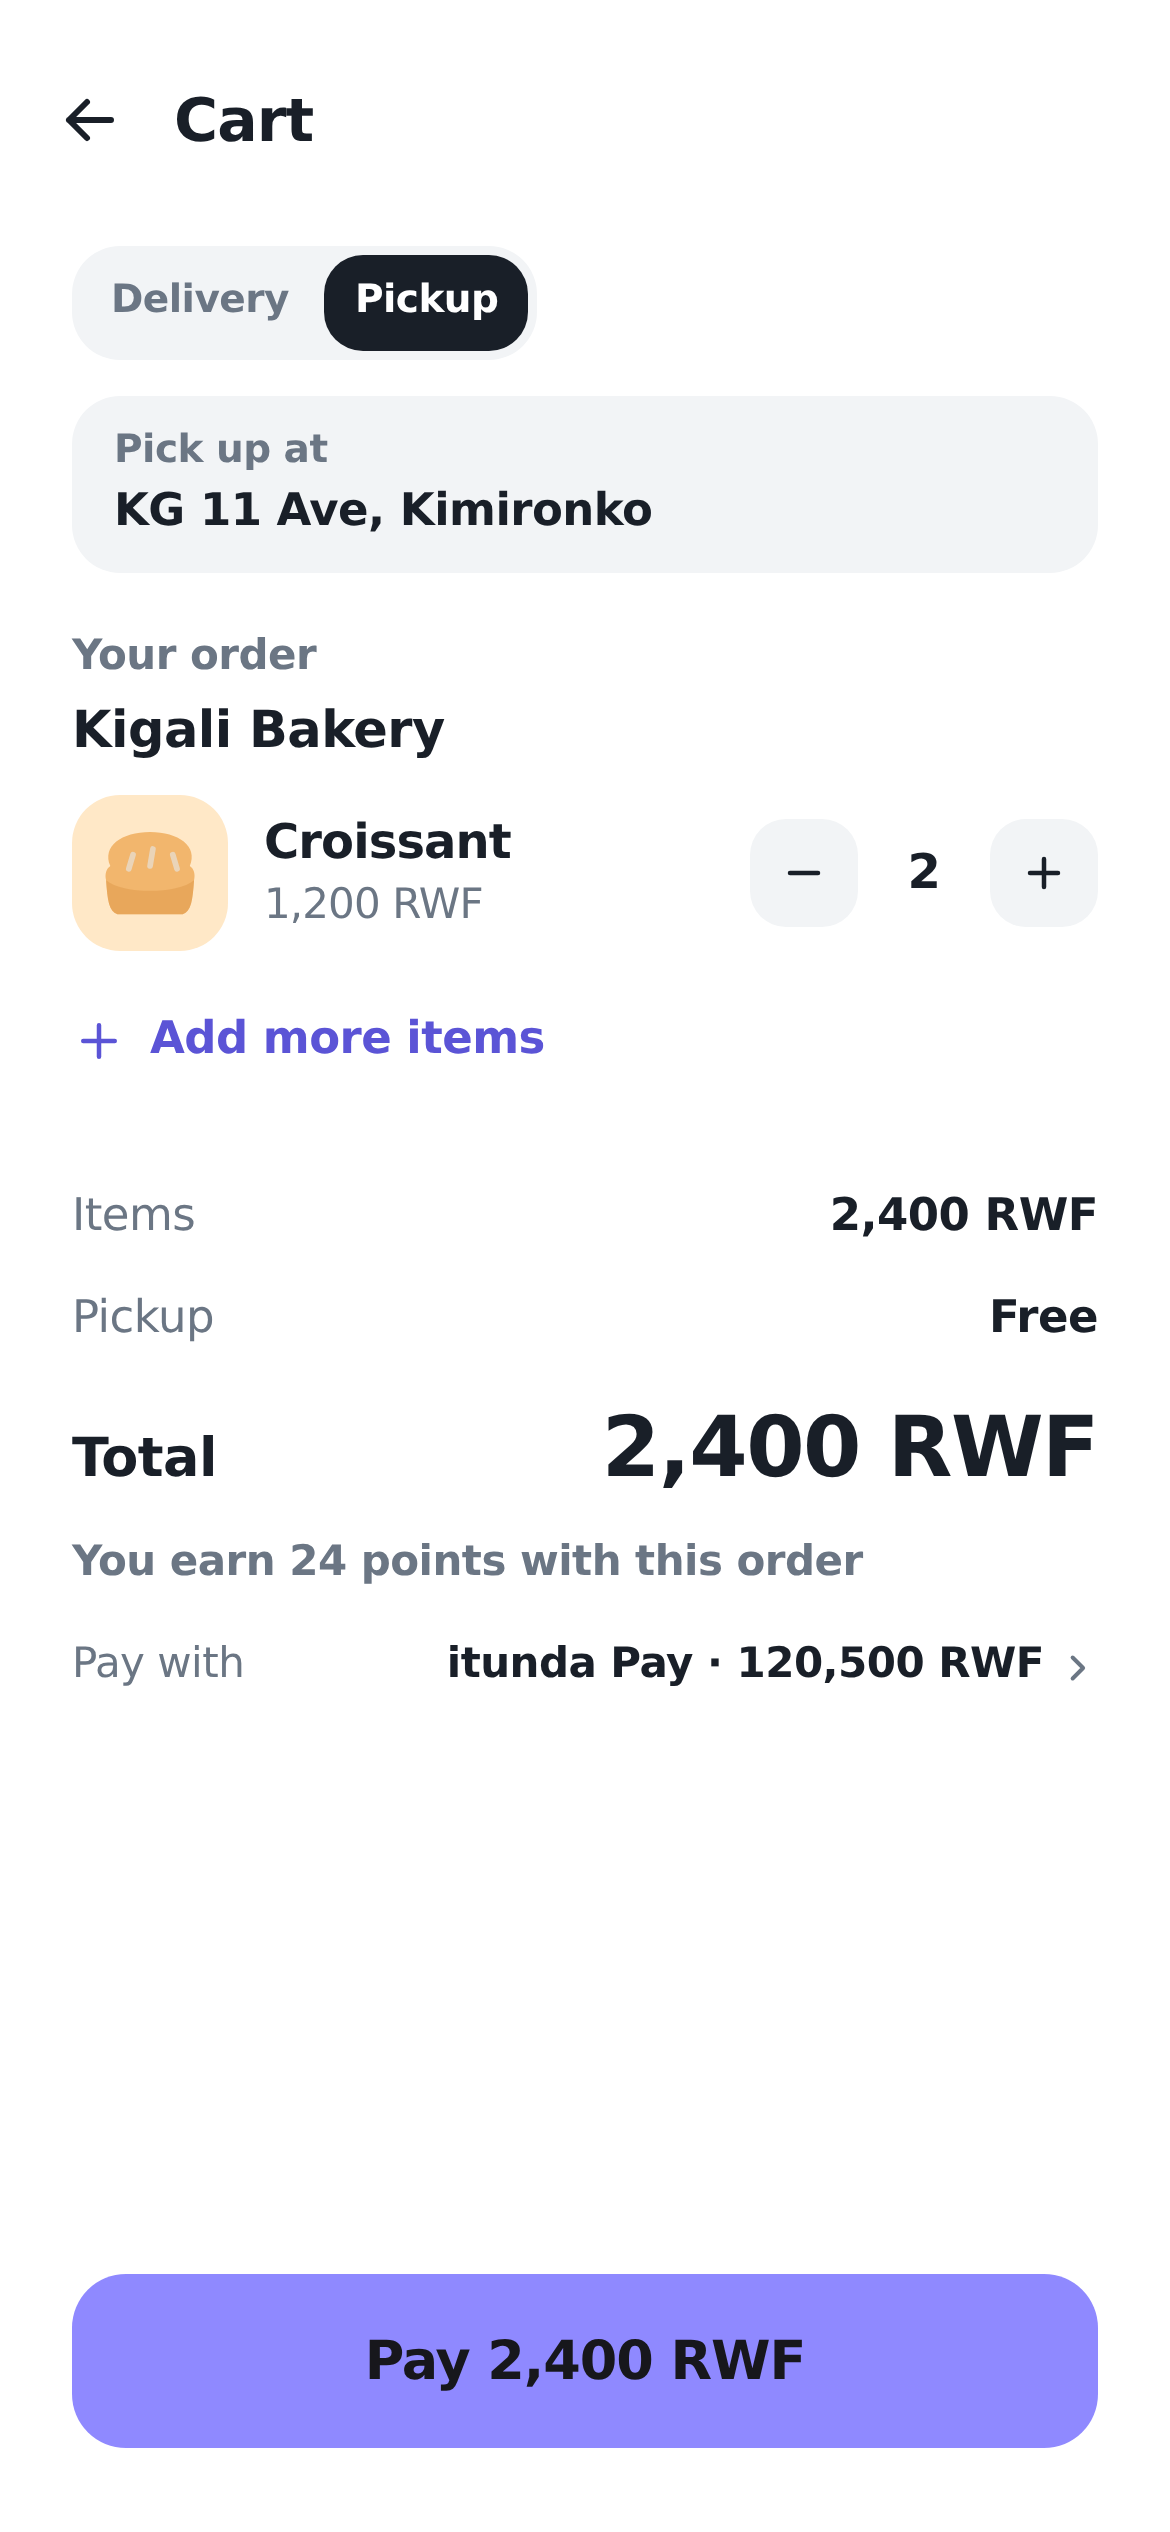 Cart
Delivery
Pickup
Pick up at
KG 11 Ave, Kimironko
Your order
Kigali Bakery
Croissant
1,200 RWF
2
Add more items
Items
2,400 RWF
Pickup
Free
Total
2,400 RWF
You earn 24 points with this order
Pay with
itunda Pay · 120,500 RWF
Pay 2,400 RWF